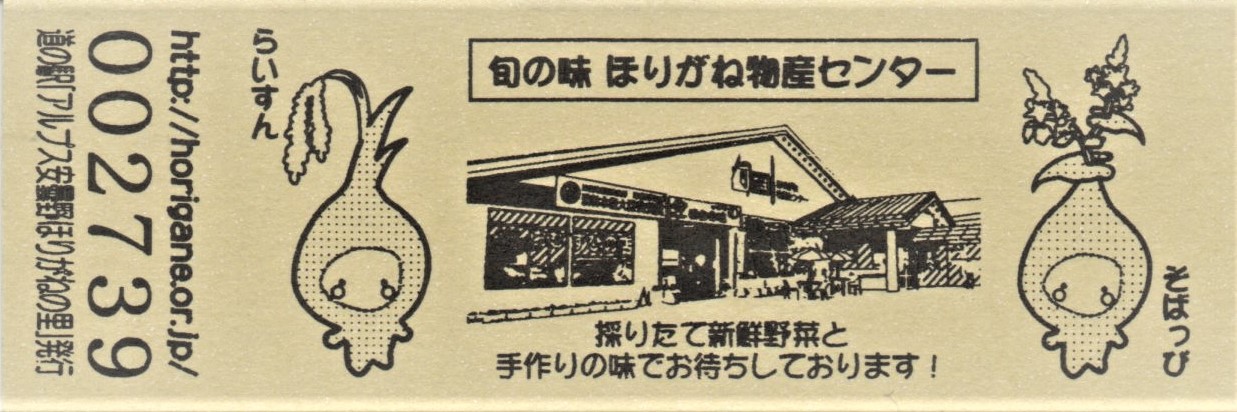 旬の味 ほりがね物産センター
らいすん
採りたて新鮮野菜と
手作りの味でお待ちしております!
そばっぴ
http://horigane.or.jp/
002739
道の駅「アルプス安曇野ほりがねの里」発行